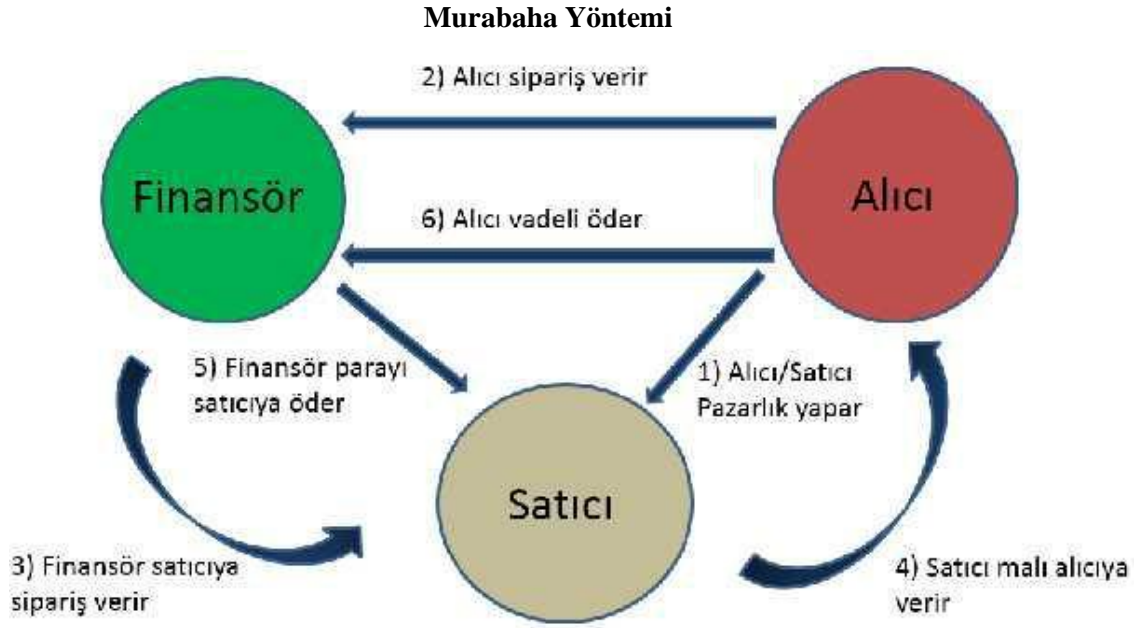 Murabaha Yöntemi
2) Alıcı sipariş verir
Finansör
Alıcı
6) Alıcı vadeli öder
5) Finansör parayı
satıcıya öder
1) Alıcı/Satıcı
Pazarlık yapar
Satıcı
3) Finansör satıcıya
sipariş verir
4) Satıcı malı alıcıya
verir